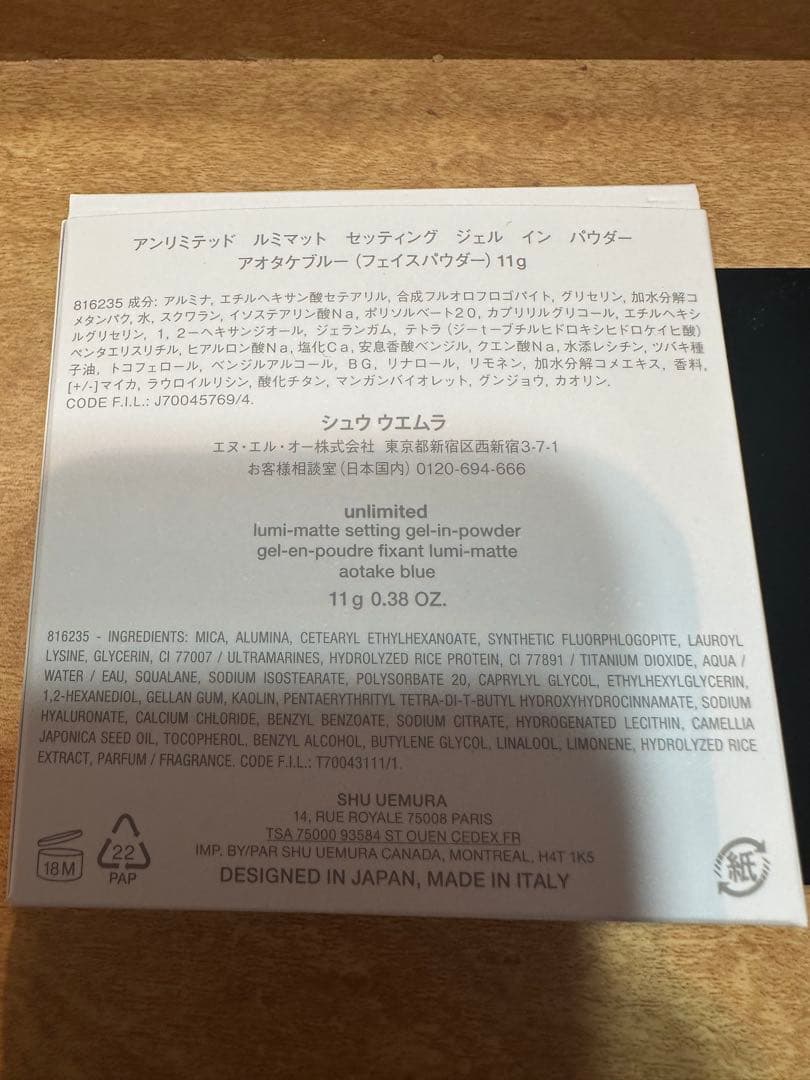 アンリミテッド ルミマット セッティング ジェル イン パウダー
アオタケブルー (フェイスパウダー) 11g
816235 成分: アルミナ, エチルヘキサン酸セテアリル, 合成フルオロフロゴパイト, グリセリン, 加水分解コ
メタンパク, 水, スクワラン, イソステアリン酸Na, ポリソルベート20, カプリリルグリコール, エチルヘキシ
ルグリセリン, 1, 2ーヘキサンジオール, ジェランガム, テトラ (ジーtーブチルヒドロキシヒドロケイヒ酸)
ペンタエリスリチル, ヒアルロン酸Na, 塩化Ca, 安息香酸ベンジル, クエン酸Na, 水添レシチン, ツバキ種
子油, トコフェロール, ベンジルアルコール, BG, リナロール, リモネン, 加水分解コメエキス, 香料,
[+/-]マイカ, ラウロイルリシン, 酸化チタン, マンガンバイオレット, グンジョウ, カオリン.
CODE F.I.L.: J70045769/4.
シュウ ウエムラ
エヌ・エル・オー株式会社 東京都新宿区西新宿3-7-1
お客様相談室 (日本国内) 0120-694-666
unlimited
lumi-matte setting gel-in-powder
gel-en-poudre fixant lumi-matte
aotake blue
11 g 0.38 OZ.
816235 - INGREDIENTS: MICA, ALUMINA, CETEARYL ETHYLHEXANOATE, SYNTHETIC FLUORPHLOGOPITE, LAUROYL
LYSINE, GLYCERIN, CI 77007 / ULTRAMARINES, HYDROLYZED RICE PROTEIN, CI 77891 / TITANIUM DIOXIDE, AQUA /
WATER / EAU, SQUALANE, SODIUM ISOSTEARATE, POLYSORBATE 20, CAPRYLYL GLYCOL, ETHYLHEXYLGLYCERIN,
1,2-HEXANEDIOL, GELLAN GUM, KAOLIN, PENTAERYTHRITYL TETRA-DI-T-BUTYL HYDROXYHYDROCINNAMATE, SODIUM
HYALURONATE, CALCIUM CHLORIDE, BENZYL BENZOATE, SODIUM CITRATE, HYDROGENATED LECITHIN, CAMELLIA
JAPONICA SEED OIL, TOCOPHEROL, BENZYL ALCOHOL, BUTYLENE GLYCOL, LINALOOL, LIMONENE, HYDROLYZED RICE
EXTRACT, PARFUM / FRAGRANCE. CODE F.I.L.: T70043111/1.
SHU UEMURA
14, RUE ROYALE 75008 PARIS
TSA 75000 93584 ST OUEN CEDEX FR
IMP. BY/PAR SHU UEMURA CANADA, MONTREAL, H4T 1K5
DESIGNED IN JAPAN, MADE IN ITALY
18 M
22
PAP
紙